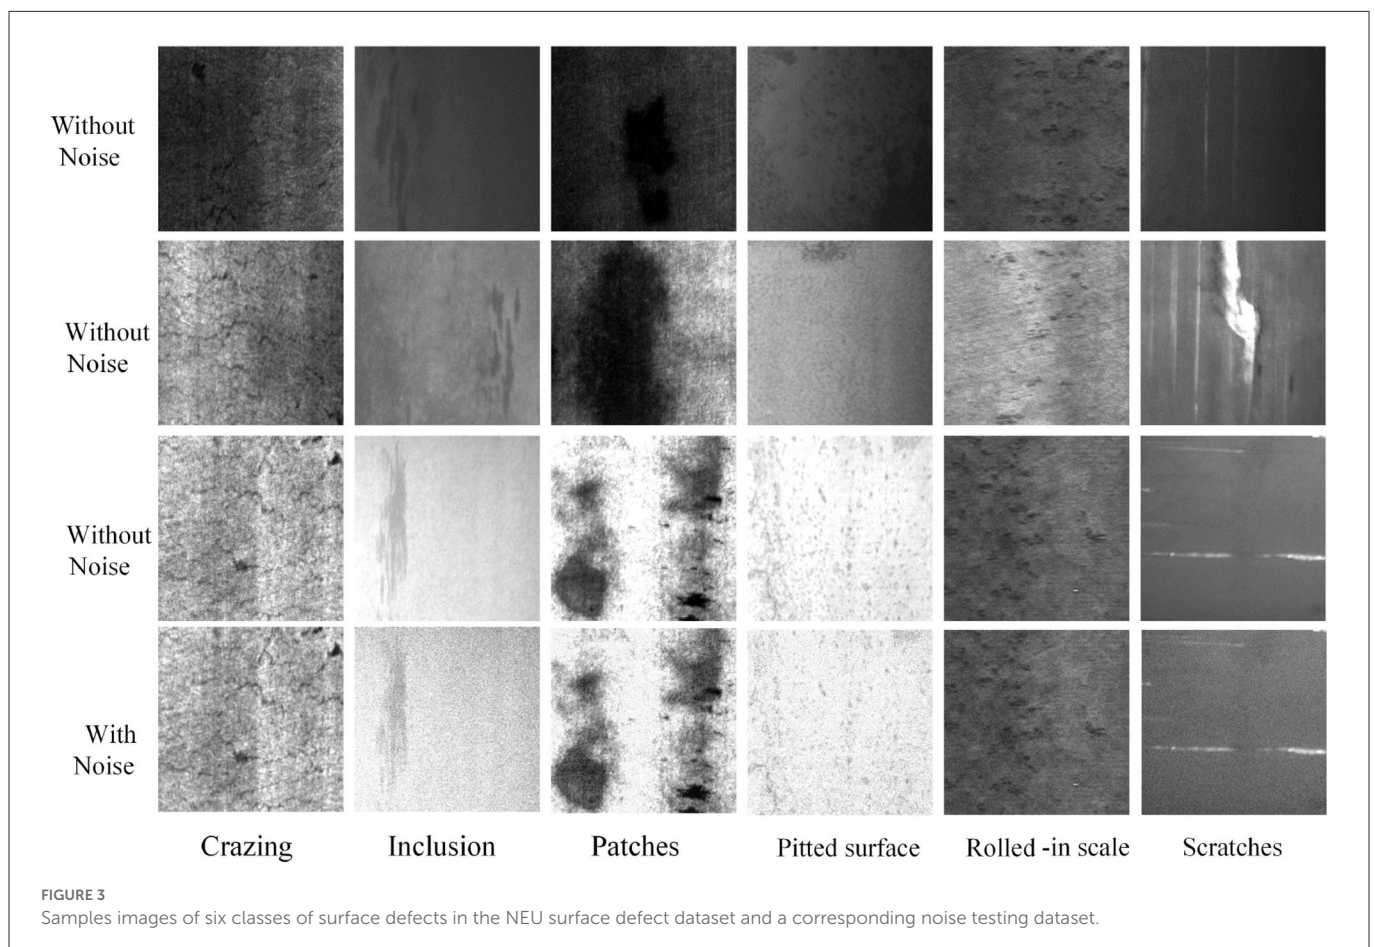 Without
Noise
Without
Noise
Without
Noise
With
Noise
Crazing Inclusion Patches Pitted surface Rolled -in scale Scratches
FIGURE 3
Samples images of six classes of surface defects in the NEU surface defect dataset and a corresponding noise testing dataset.